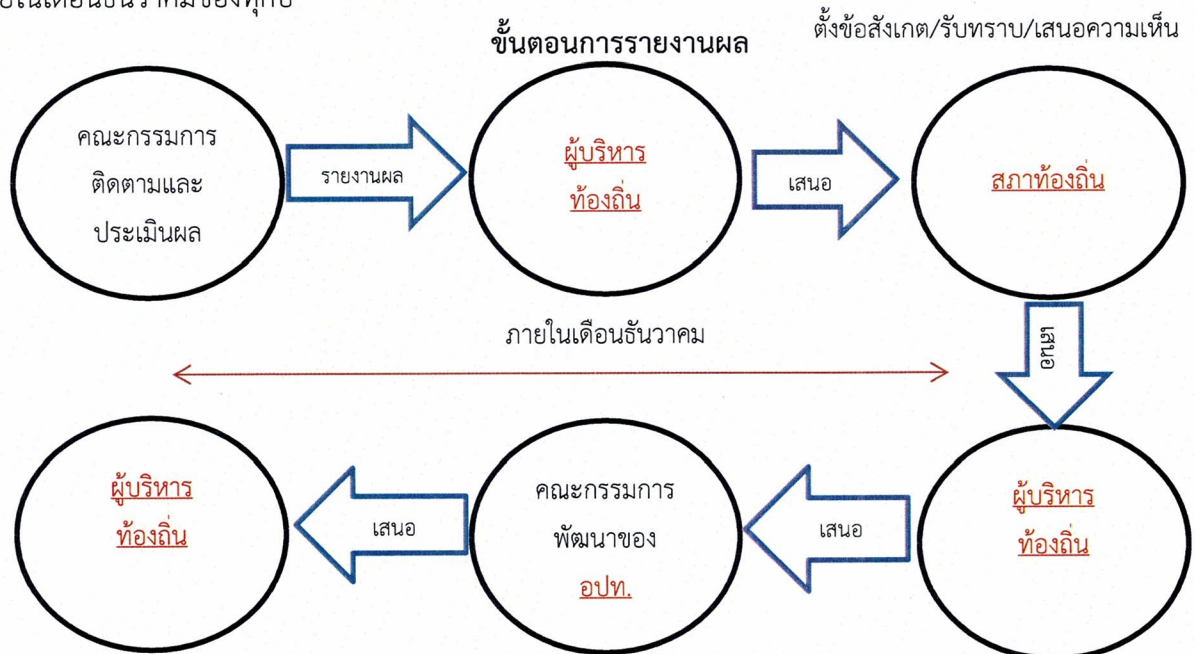 ขั้นตอนการรายงานผล
ตั้งข้อสังเกต/รับทราบ/เสนอความเห็น
คณะกรรมการ
ติดตามและ
ประเมินผล
รายงานผล
ผู้บริหาร
ท้องถิ่น
เสนอ
สภาท้องถิ่น
เสนอ
ภายในเดือนธันวาคม
ผู้บริหาร
ท้องถิ่น
เสนอ
คณะกรรมการ
พัฒนาของ
อปท.
เสนอ
ผู้บริหาร
ท้องถิ่น